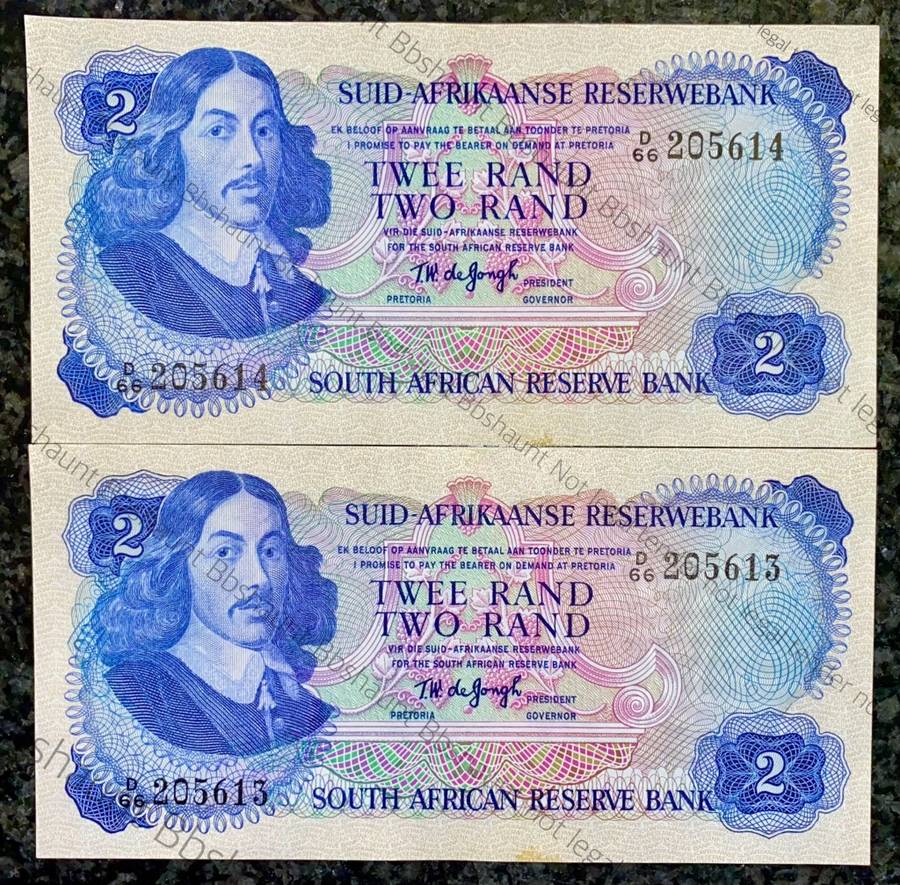 2
SUID-AFRIKAANSE RESERWEBANK
EK BELOOF OP AANVRAAG TE BETAAL AAN TOONDER TE PRETORIA
I PROMISE TO PAY THE BEARER ON DEMAND AT PRETORIA
D/66 205614
TWEE RAND
TWO RAND
VIR DIE SUID-AFRIKAANSE RESERWEBANK
FOR THE SOUTH AFRICAN RESERVE BANK
T.W. de Jongh
PRESIDENT
PRETORIA GOVERNOR
2
D/66 205614
SOUTH AFRICAN RESERVE BANK
2
SUID-AFRIKAANSE RESERWEBANK
EK BELOOF OP AANVRAAG TE BETAAL AAN TOONDER TE PRETORIA
I PROMISE TO PAY THE BEARER ON DEMAND AT PRETORIA
D/66 205613
TWEE RAND
TWO RAND
VIR DIE SUID-AFRIKAANSE RESERWEBANK
FOR THE SOUTH AFRICAN RESERVE BANK
T.W. de Jongh
PRESIDENT
PRETORIA GOVERNOR
2
D/66 205613
SOUTH AFRICAN RESERVE BANK
Bbshaunt Not legal tender